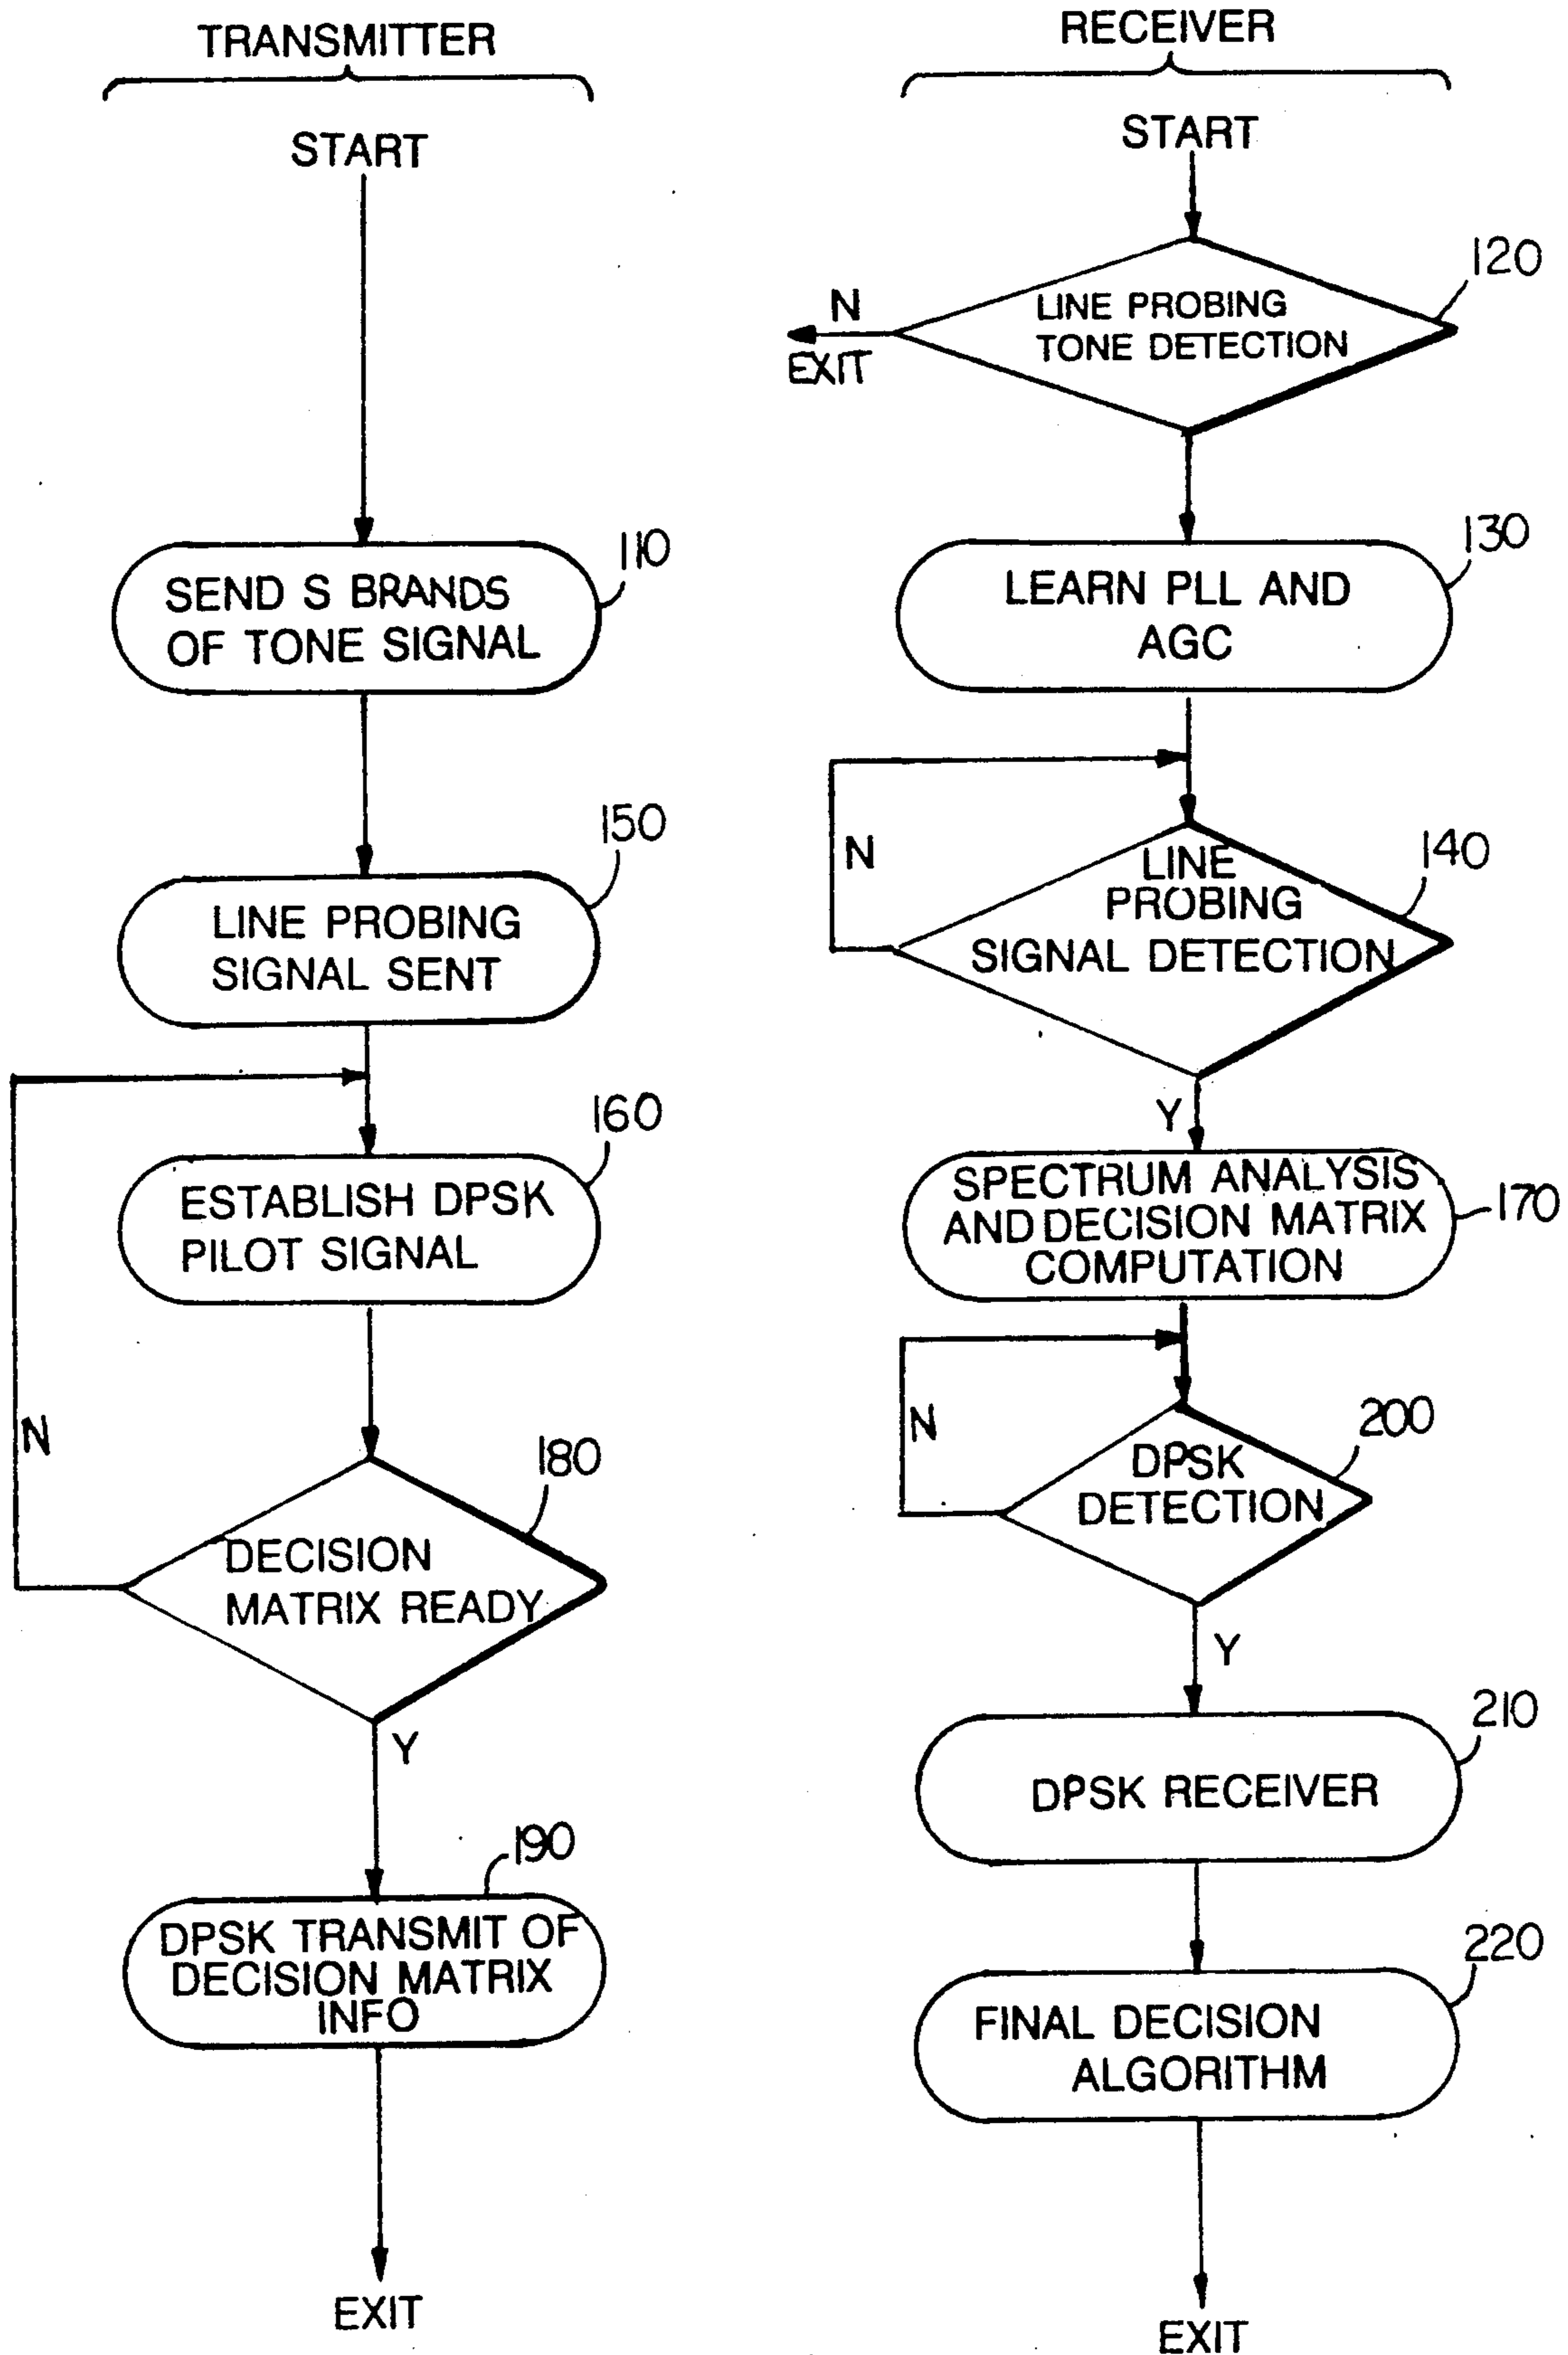 TRANSMITTER
START
110
SEND S BRANDS
OF TONE SIGNAL
150
LINE PROBING
SIGNAL SENT
160
ESTABLISH DPSK
PILOT SIGNAL
N
180
DECISION
MATRIX READY
Y
190
DPSK TRANSMIT OF
DECISION MATRIX
INFO
EXIT
RECEIVER
START
120
N
EXIT
LINE PROBING
TONE DETECTION
130
LEARN PLL AND
AGC
N
140
LINE
PROBING
SIGNAL DETECTION
Y
SPECTRUM ANALYSIS
AND DECISION MATRIX
COMPUTATION
170
N
200
DPSK
DETECTION
Y
210
DPSK RECEIVER
220
FINAL DECISION
ALGORITHM
EXIT